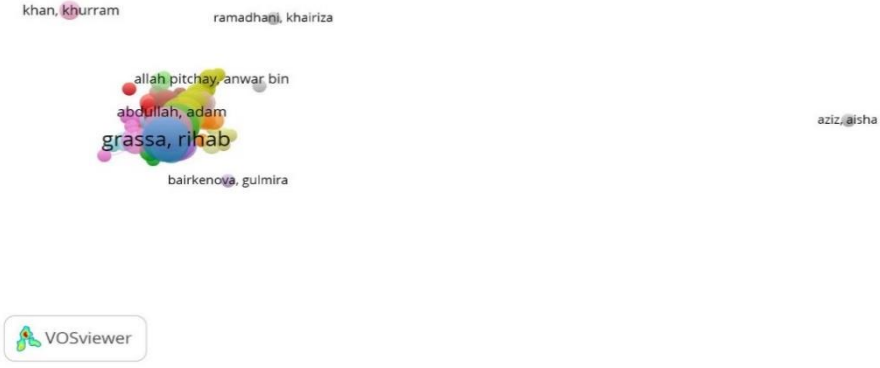 khan, khurram
ramadhani, khairiza
allah pitchay, anwar bin
abdullah, adam
aziz, aisha
grassa, rihab
bairkenova, gulmira
VOSviewer